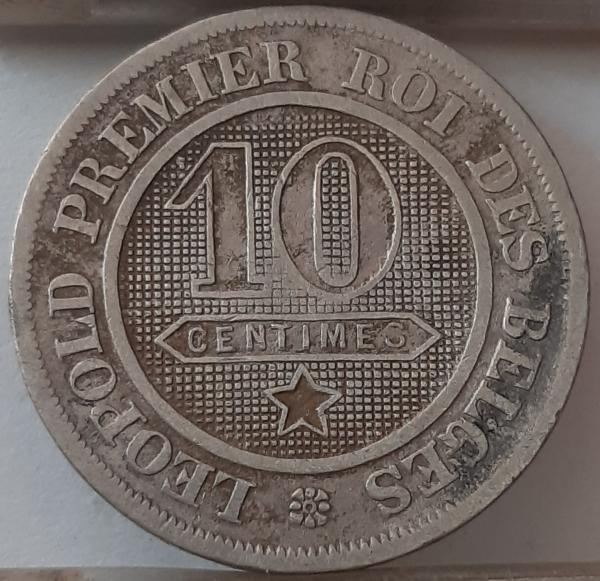 LEOPOLD PREMIER ROI DES BELGES
10
CENTIMES